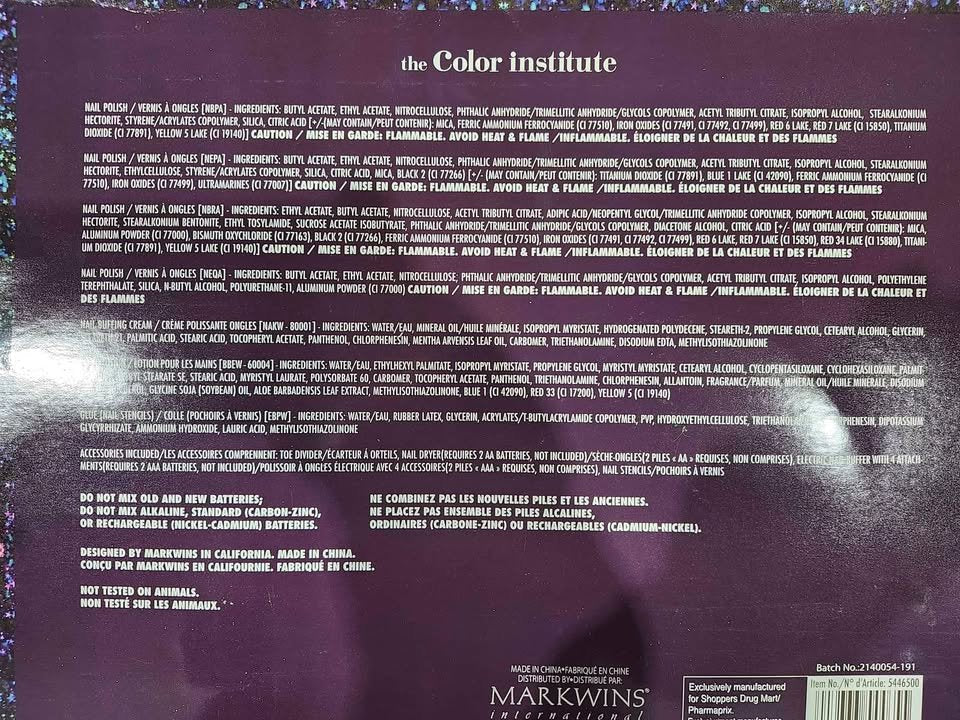 the Color institute
NAIL POLISH / VERNIS À ONGLES [NBPA] - INGREDIENTS: BUTYL ACETATE, ETHYL ACETATE, NITROCELLULOSE, PHTHALIC ANHYDRIDE/TRIMELLITIC ANHYDRIDE/GLYCOLS COPOLYMER, ACETYL TRIBUTYL CITRATE, ISOPROPYL ALCOHOL, STEARALKONIUM
HECTORITE, STYRENE/ACRYLATES COPOLYMER, SILICA, CITRIC ACID [+/-(MAY CONTAIN/PEUT CONTENIR): MICA, FERRIC AMMONIUM FERROCYANIDE (CI 77510), IRON OXIDES (CI 77491, CI 77492, CI 77499), RED 6 LAKE, RED 7 LAKE (CI 15850), TITANIUM
DIOXIDE (CI 77891), YELLOW 5 LAKE (CI 19140)] CAUTION / MISE EN GARDE: FLAMMABLE. AVOID HEAT & FLAME /INFLAMMABLE. ÉLOIGNER DE LA CHALEUR ET DES FLAMMES
NAIL POLISH / VERNIS À ONGLES [NEPA] - INGREDIENTS: BUTYL ACETATE, ETHYL ACETATE, NITROCELLULOSE, PHTHALIC ANHYDRIDE/TRIMELLITIC ANHYDRIDE/GLYCOLS COPOLYMER, ACETYL TRIBUTYL CITRATE, ISOPROPYL ALCOHOL, STEARALKONIUM
HECTORITE, ETHYLCELLULOSE, STYRENE/ACRYLATES COPOLYMER, SILICA, CITRIC ACID, MICA, BLACK 2 (CI 77266) [+/- (MAY CONTAIN/PEUT CONTENIR): TITANIUM DIOXIDE (CI 77891), BLUE 1 LAKE (CI 42090), FERRIC AMMONIUM FERROCYANIDE (CI
77510), IRON OXIDES (CI 77499), ULTRAMARINES (CI 77007)] CAUTION / MISE EN GARDE: FLAMMABLE. AVOID HEAT & FLAME /INFLAMMABLE. ÉLOIGNER DE LA CHALEUR ET DES FLAMMES
NAIL POLISH / VERNIS À ONGLES [NBRA] - INGREDIENTS: ETHYL ACETATE, BUTYL ACETATE, NITROCELLULOSE, ACETYL TRIBUTYL CITRATE, ADIPIC ACID/NEOPENTYL GLYCOL/TRIMELLITIC ANHYDRIDE COPOLYMER, ISOPROPYL ALCOHOL, STEARALKONIUM
HECTORITE, STEARALKONIUM BENTONITE, ETHYL TOSYLAMIDE, SUCROSE ACETATE ISOBUTYRATE, PHTHALIC ANHYDRIDE/TRIMELLITIC ANHYDRIDE/GLYCOLS COPOLYMER, DIACETONE ALCOHOL, CITRIC ACID [+/- (MAY CONTAIN/PEUT CONTENIR): MICA,
ALUMINUM POWDER (CI 77000), BISMUTH OXYCHLORIDE (CI 77163), BLACK 2 (CI 77266), FERRIC AMMONIUM FERROCYANIDE (CI 77510), IRON OXIDES (CI 77491, CI 77492, CI 77499), RED 6 LAKE, RED 7 LAKE (CI 15850), RED 34 LAKE (CI 15880), TITANI-
UM DIOXIDE (CI 77891), YELLOW 5 LAKE (CI 19140)] CAUTION / MISE EN GARDE: FLAMMABLE. AVOID HEAT & FLAME /INFLAMMABLE. ÉLOIGNER DE LA CHALEUR ET DES FLAMMES
NAIL POLISH / VERNIS À ONGLES [NEQA] - INGREDIENTS: BUTYL ACETATE, ETHYL ACETATE, NITROCELLULOSE, PHTHALIC ANHYDRIDE/TRIMELLITIC ANHYDRIDE/GLYCOLS COPOLYMER, ACETYL TRIBUTYL CITRATE, ISOPROPYL ALCOHOL, POLYETHYLENE
TEREPHTHALATE, SILICA, N-BUTYL ALCOHOL, POLYURETHANE-11, ALUMINUM POWDER (CI 77000) CAUTION / MISE EN GARDE: FLAMMABLE. AVOID HEAT & FLAME /INFLAMMABLE. ÉLOIGNER DE LA CHALEUR ET
DES FLAMMES
NAIL BUFFING CREAM / CRÈME POLISSANTE ONGLES [NAKW - 80001] - INGREDIENTS: WATER/EAU, MINERAL OIL/HUILE MINÉRALE, ISOPROPYL MYRISTATE, HYDROGENATED POLYDECENE, STEARETH-2, PROPYLENE GLYCOL, CETEARYL ALCOHOL, GLYCERIN,
PALMITIC ACID, STEARIC ACID, TOCOPHERYL ACETATE, PANTHENOL, CHLORPHENESIN, MENTHA ARVENSIS LEAF OIL, CARBOMER, TRIETHANOLAMINE, DISODIUM EDTA, METHYLISOTHIAZOLINONE
LOTION POUR LES MAINS [BBEW - 60004] - INGREDIENTS: WATER/EAU, ETHYLHEXYL PALMITATE, ISOPROPYL MYRISTATE, PROPYLENE GLYCOL, MYRISTYL MYRISTATE, CETEARYL ALCOHOL, CYCLOPENTASILOXANE, CYCLOHEXASILOXANE, PALMIT-
STEARATE SE, STEARIC ACID, MYRISTYL LAURATE, POLYSORBATE 60, CARBOMER, TOCOPHERYL ACETATE, PANTHENOL, TRIETHANOLAMINE, CHLORPHENESIN, ALLANTOIN, FRAGRANCE/PARFUM, MINERAL OIL/HUILE MINÉRALE, DISODIUM
GLYCINE SOJA (SOYBEAN) OIL, ALOE BARBADENSIS LEAF EXTRACT, METHYLISOTHIAZOLINONE, BLUE 1 (CI 42090), RED 33 (CI 17200), YELLOW 5 (CI 19140)
GLUE (NAIL STENCILS) / COLLE (POCHOIRS À VERNIS) [EBPW] - INGREDIENTS: WATER/EAU, RUBBER LATEX, GLYCERIN, ACRYLATES/T-BUTYLACRYLAMIDE COPOLYMER, PVP, HYDROXYETHYLCELLULOSE, DIPOTASSIUM
GLYCYRRHIZATE, AMMONIUM HYDROXIDE, LAURIC ACID, METHYLISOTHIAZOLINONE
ACCESSORIES INCLUDED/LES ACCESSOIRES COMPRENNENT: TOE DIVIDER/ÉCARTEUR À ORTEILS, NAIL DRYER(REQUIRES 2 AA BATTERIES, NOT INCLUDED)/SÈCHE-ONGLES(2 PILES « AA » REQUISES, NON COMPRISES), ELECTRIC NAIL BUFFER WITH 4 ATTACH-
MENTS(REQUIRES 2 AAA BATTERIES, NOT INCLUDED)/POLISSOIR À ONGLES ÉLECTRIQUE AVEC 4 ACCESSOIRES(2 PILES « AAA » REQUISES, NON COMPRISES), NAIL STENCILS/POCHOIRS À VERNIS
DO NOT MIX OLD AND NEW BATTERIES;
DO NOT MIX ALKALINE, STANDARD (CARBON-ZINC),
OR RECHARGEABLE (NICKEL-CADMIUM) BATTERIES.
NE COMBINEZ PAS LES NOUVELLES PILES ET LES ANCIENNES.
NE PLACEZ PAS ENSEMBLE DES PILES ALCALINES,
ORDINAIRES (CARBONE-ZINC) OU RECHARGEABLES (CADMIUM-NICKEL).
DESIGNED BY MARKWINS IN CALIFORNIA. MADE IN CHINA.
CONÇU PAR MARKWINS EN CALIFOURNIE. FABRIQUÉ EN CHINE.
NOT TESTED ON ANIMALS.
NON TESTÉ SUR LES ANIMAUX.
MADE IN CHINA•FABRIQUÉ EN CHINE
DISTRIBUTED BY•DISTRIBUÉ PAR:
MARKWINS®
international
Batch No.:2140054-191
Exclusively manufactured
for Shoppers Drug Mart/
Pharmaprix.
Item No./N° d'Article: 5446500